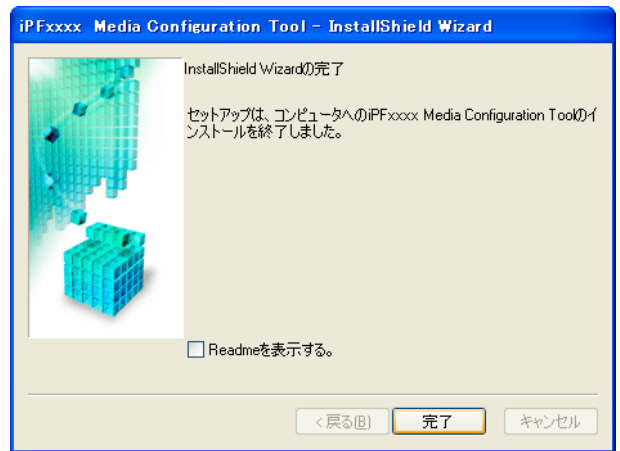 iPFxxxx Media Configuration Tool - InstallShield Wizard
InstallShield Wizardの完了
セットアップは、コンピュータへのiPFxxxx Media Configuration Toolのイ
ンストールを終了しました。
Readmeを表示する。
< 戻る(B)
完了
キャンセル